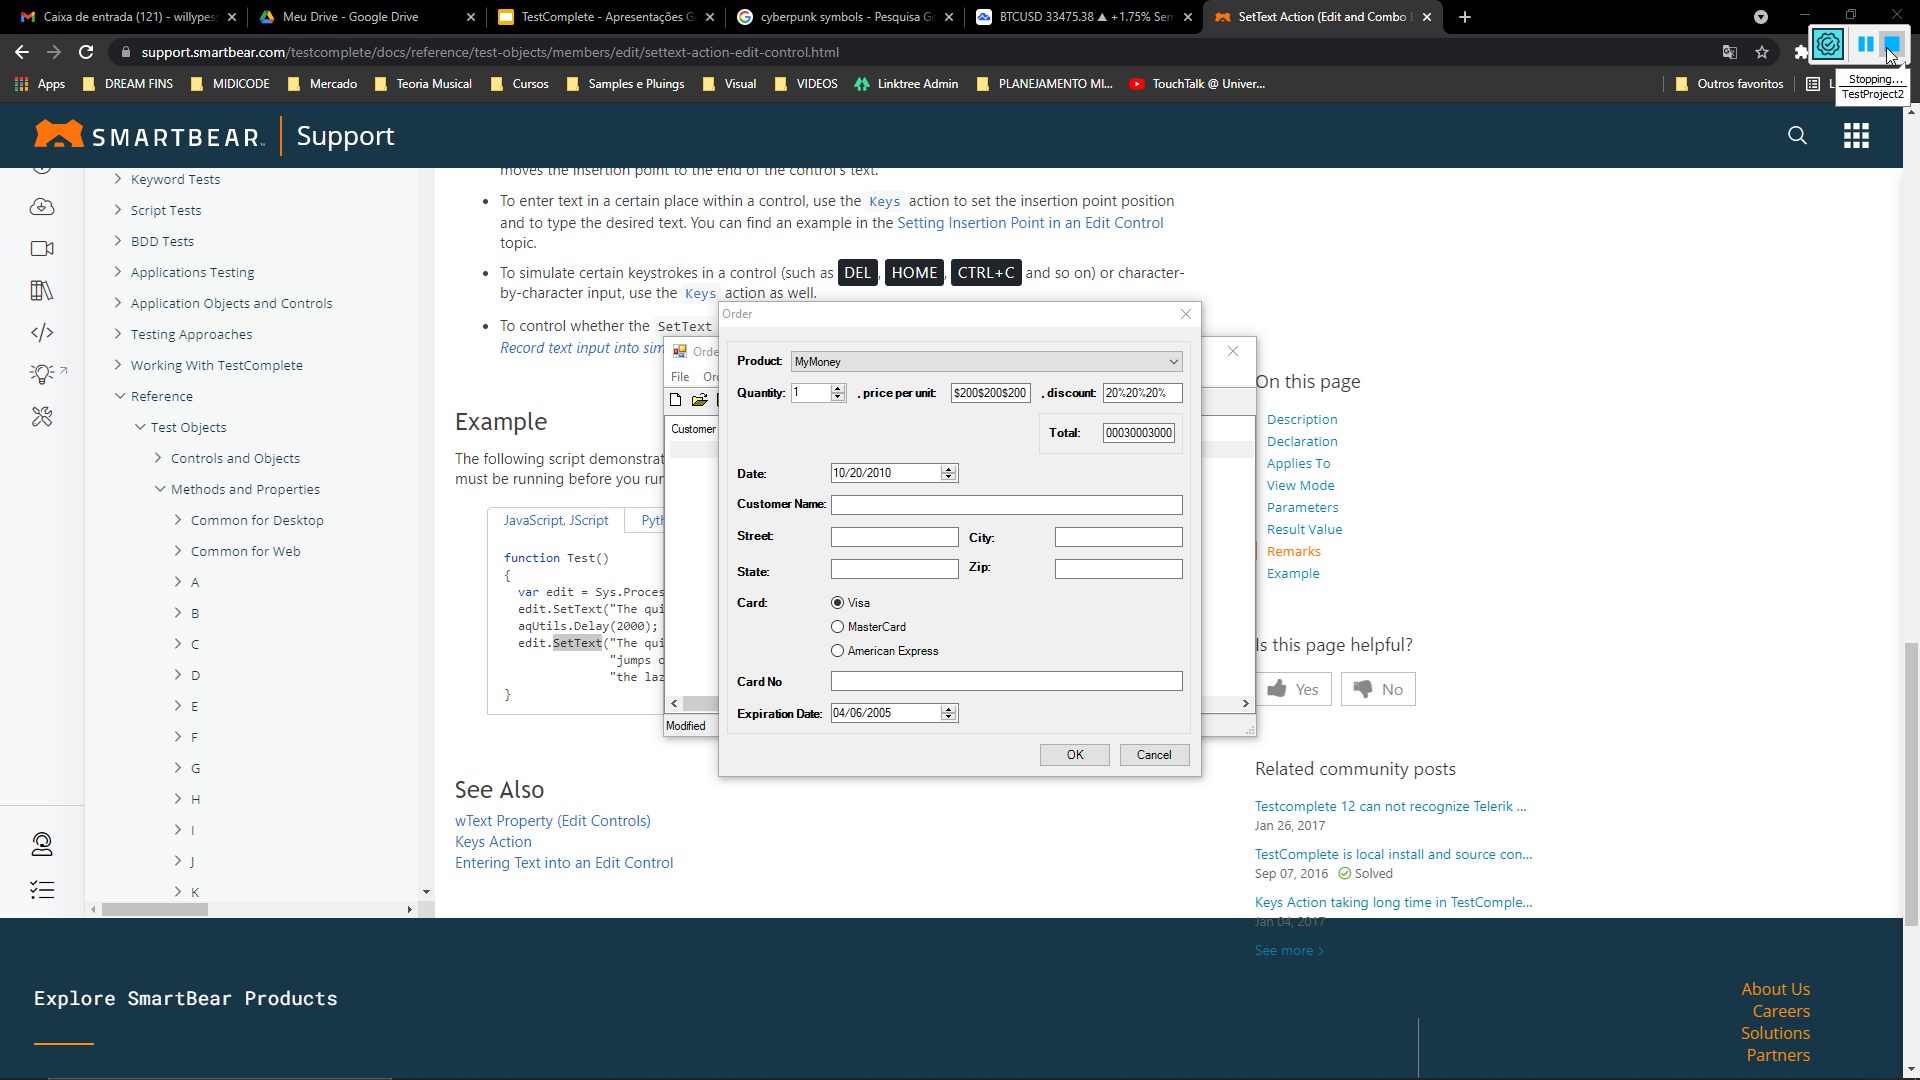 Caixa de entrada (121) - willypes
Meu Drive - Google Drive
TestComplete - Apresentações G
cyberpunk symbols - Pesquisa Go
BTCUSD 33475.38 ▲ +1.75% Sem
SetText Action (Edit and Combo
support.smartbear.com/testcomplete/docs/reference/test-objects/members/edit/settext-action-edit-control.html
Stopping...
TestProject2
Apps
DREAM FINS
MIDICODE
Mercado
Teoria Musical
Cursos
Samples e Pluings
Visual
VIDEOS
Linktree Admin
PLANEJAMENTO MI...
TouchTalk @ Univer...
Outros favoritos
SMARTBEAR
Support
Keyword Tests
Script Tests
BDD Tests
Applications Testing
Application Objects and Controls
Testing Approaches
Working With TestComplete
Reference
Test Objects
Controls and Objects
Methods and Properties
Common for Desktop
Common for Web
A
B
C
D
E
F
G
H
I
J
K
moves the insertion point to the end of the control's text.
• To enter text in a certain place within a control, use the Keys action to set the insertion point position
and to type the desired text. You can find an example in the Setting Insertion Point in an Edit Control
topic.
• To simulate certain keystrokes in a control (such as DEL, HOME, CTRL+C and so on) or character-
by-character input, use the Keys action as well.
• To control whether the SetText
Record text input into sim
Example
The following script demonstrat
must be running before you run
JavaScript, JScript
Pyth
function Test()
{
var edit = Sys.Proces
edit.SetText("The qui
aqUtils.Delay(2000);
edit.SetText("The qui
"jumps o
"the laz
}
See Also
wText Property (Edit Controls)
Keys Action
Entering Text into an Edit Control
Orde
File
Or
Customer
Modified
Order
Product:
MyMoney
Quantity:
1
, price per unit:
$200$200$200
, discount:
20%20%20%
Total:
00030003000
Date:
10/20/2010
Customer Name:
Street:
City:
State:
Zip:
Card:
Visa
MasterCard
American Express
Card No
Expiration Date:
04/06/2005
OK
Cancel
On this page
Description
Declaration
Applies To
View Mode
Parameters
Result Value
Remarks
Example
Is this page helpful?
Yes
No
Related community posts
Testcomplete 12 can not recognize Telerik ...
Jan 26, 2017
TestComplete is local install and source con...
Sep 07, 2016
Solved
Keys Action taking long time in TestComple...
Jan 04, 2017
See more
Explore SmartBear Products
About Us
Careers
Solutions
Partners